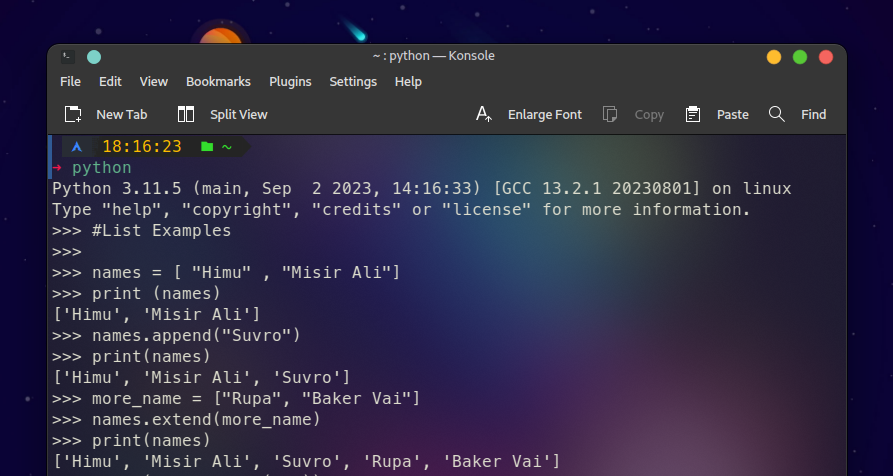 ~ : python — Konsole
File Edit View Bookmarks Plugins Settings Help
New Tab Split View Enlarge Font Copy Paste Find
18:16:23 ~
→ python
Python 3.11.5 (main, Sep  2 2023, 14:16:33) [GCC 13.2.1 20230801] on linux
Type "help", "copyright", "credits" or "license" for more information.
>>> #List Examples
>>>
>>> names = [ "Himu" , "Misir Ali"]
>>> print (names)
['Himu', 'Misir Ali']
>>> names.append("Suvro")
>>> print(names)
['Himu', 'Misir Ali', 'Suvro']
>>> more_name = ["Rupa", "Baker Vai"]
>>> names.extend(more_name)
>>> print(names)
['Himu', 'Misir Ali', 'Suvro', 'Rupa', 'Baker Vai']